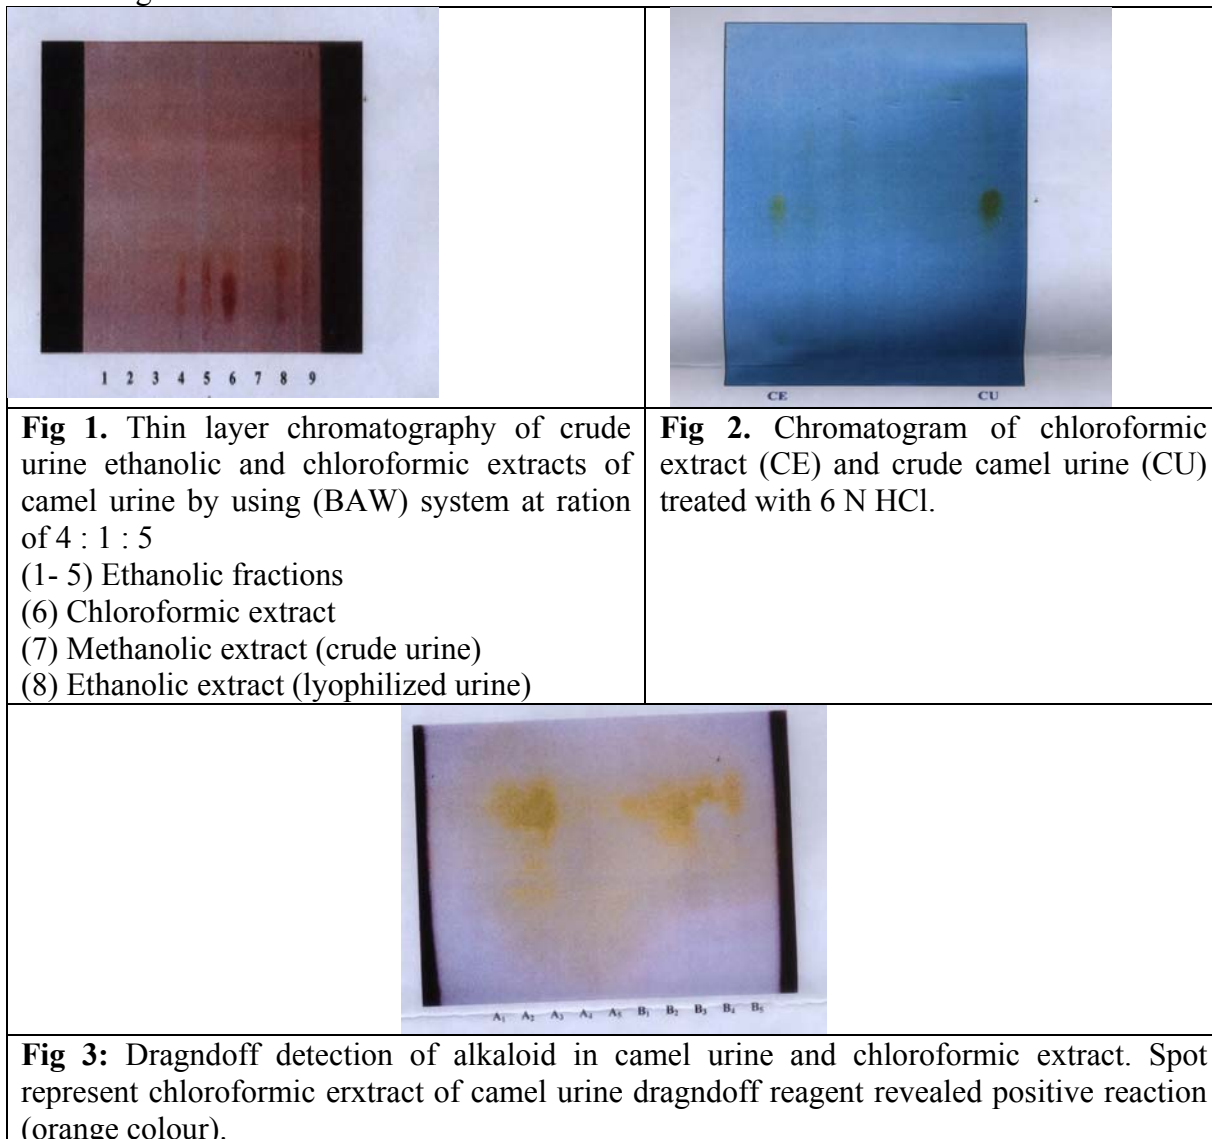 1 2 3 4 5 6 7 8 9
CE CU
Fig 1. Thin layer chromatography of crude
urine ethanolic and chloroformic extracts of
camel urine by using (BAW) system at ration
of 4 : 1 : 5
(1- 5) Ethanolic fractions
(6) Chloroformic extract
(7) Methanolic extract (crude urine)
(8) Ethanolic extract (lyophilized urine)
Fig 2. Chromatogram of chloroformic
extract (CE) and crude camel urine (CU)
treated with 6 N HCl.
A₁ A₂ A₃ A₄ A₅ B₁ B₂ B₃ B₄ B₅
Fig 3: Dragndoff detection of alkaloid in camel urine and chloroformic extract. Spot
represent chloroformic erxtract of camel urine dragndoff reagent revealed positive reaction
(orange colour).